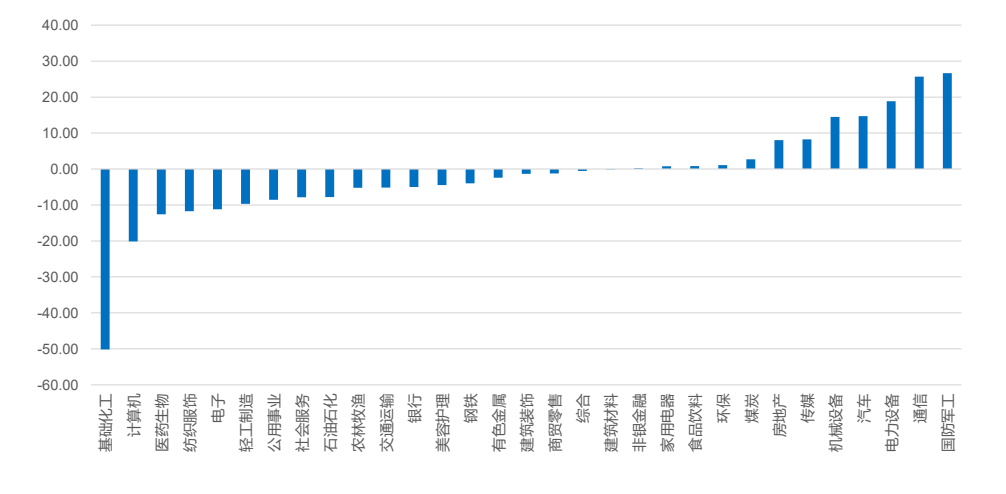 40.00
30.00
20.00
10.00
0.00
-10.00
-20.00
-30.00
-40.00
-50.00
-60.00
基础化工
计算机
医药生物
纺织服饰
电子
轻工制造
公用事业
社会服务
石油石化
农林牧渔
交通运输
银行
美容护理
钢铁
有色金属
建筑装饰
商贸零售
综合
建筑材料
非银金融
家用电器
食品饮料
环保
煤炭
房地产
传媒
机械设备
汽车
电力设备
通信
国防军工